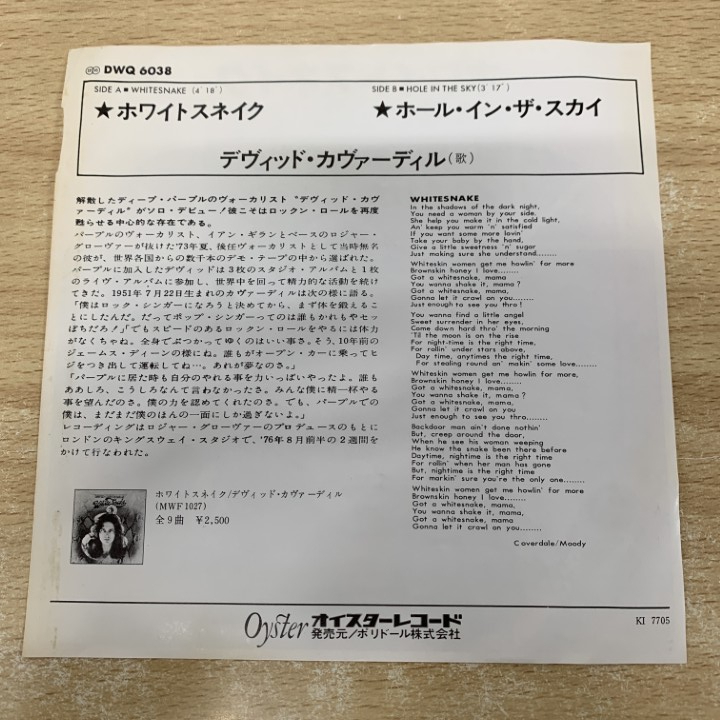 DWQ 6038
SIDE A ■ WHITESNAKE (4′18″)
★ホワイトスネイク
SIDE B ■ HOLE IN THE SKY (3′17″)
★ホール・イン・ザ・スカイ
デヴィッド・カヴァーディル(歌)
解散したディープ・パープルのヴォーカリスト“デヴィッド・カヴ
ァーディル”がソロ・デビュー!彼こそはロックン・ロールを再度
甦らせる中心的な存在である。
パープルのヴォーカリスト、イアン・ギランとベースのロジャー・
グローヴァーが抜けた'73年夏、後任ヴォーカリストとして当時無名
の彼が、世界各国からの数千本のデモ・テープの中から選ばれた。
パープルに加入したデヴィッドは3枚のスタジオ・アルバムと1枚
のライヴ・アルバムに参加し、世界中を回って精力的な活動を続け
てきた。1951年7月22日生まれのカヴァーディルは次の様に語る。
「僕はロック・シンガーになろうと決めてから、まず体を鍛えるこ
とにしたんだ。だってポップ・シンガーってのは誰もかれもやせっ
ぽちだろ!」でもスピードのあるロックン・ロールをやるには体力
がなくちゃね。全身でぶつかってゆくのはいい事さ。そう、10年前の
ジェームス・ディーンの様にね。誰もがオープン・カーに乗ってヒ
ジをつき出して運転してね…。あれが夢なのさ。」
「パープルに居た時も自分のやれる事を力いっぱいやったよ。誰も
ああしろ、こうしろなんて言わなかったさ。みんな僕に精一杯やる
事を望んだのさ。僕の力を認めてくれたのさ。でも、パープルでの
僕は、まだまだ僕のほんの一面にしか過ぎないよ。」
レコーディングはロジャー・グローヴァーのプロデュースのもとに
ロンドンのキングスウェイ・スタジオで、'76年8月前半の2週間を
かけて行なわれた。
ホワイトスネイク/デヴィッド・カヴァーディル
(MWF1027)
全9曲 ¥2,500
WHITESNAKE
In the shadows of the dark night,
You need a woman by your side,
She help you make it in the cold light,
An' keep you warm 'n' satisfied
If you want some more lovin'
Take your baby by the hand,
Give a little sweetness 'n' sugar
Just making sure she understand........
Whiteskin women get me howlin' for more
Brownskin honey I love.......
Got a whitesnake, mama,
You wanna shake it, mama?
Got a whitesnake, mama,
Gonna let it crawl on you.......
Just enough to see you thru!
You wanna find a little angel
Sweet surrender in her eyes,
Come down hard thro' the morning
'Til the moon is on the rise
For night-time is the right time,
For rollin' under stars above,
Day time, anytimes the right time,
For stealing round an' makin' some love.......
Whiteskin women get me howlin for more,
Brownskin honey I love.......
Got a whitesnake, mama,
You wanna shake it, mama?
Got a whitesnake, mama,
Gonna let it crawl on you
Just enough to see you thru.......
Backdoor man ain't done nothin'
But, creep around the door,
When he see his woman weeping
He know the snake been there before
Daytime, nightime is the right time
For rollin' when her man has gone
But, nightime is the right time
For markin' sure you're the only one.......
Whiteskin women get me howlin' for more
Brownskin honey I love.......
Got a whitesnake, mama,
You wanna shake it, mama,
Got a whitesnake, mama
Gonna let it crawl on you.......
Coverdale/Moody
Oyster オイスターレコード
発売元/ポリドール株式会社
KI 7705